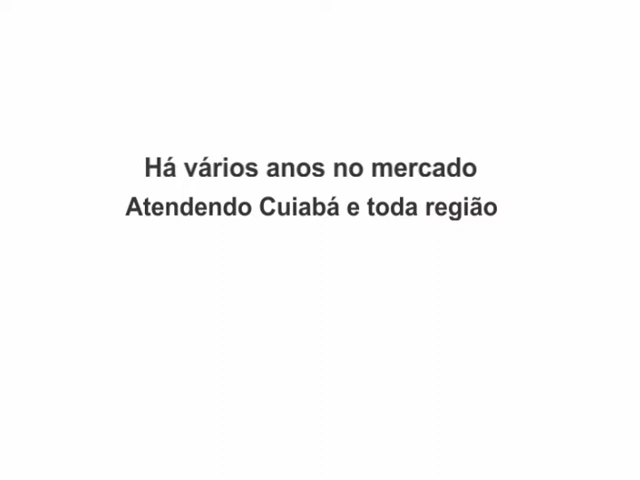 Há vários anos no mercado
Atendendo Cuiabá e toda região